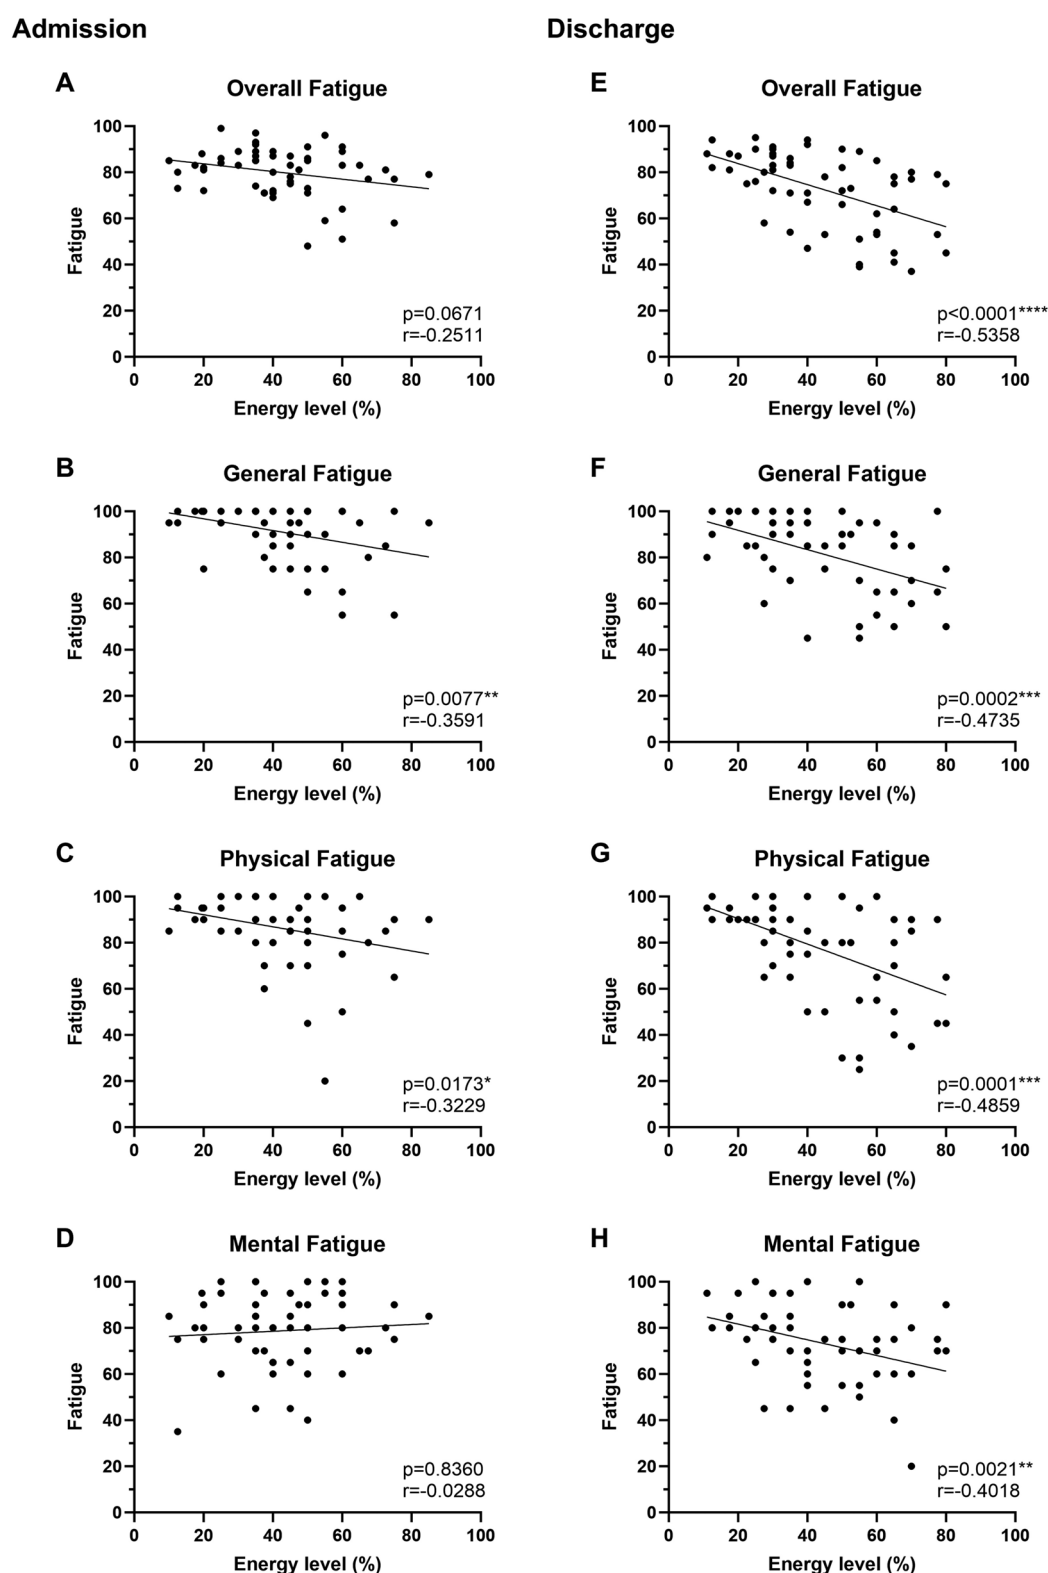 Admission
Discharge
A
Overall Fatigue
100
80
60
40
20
0
Fatigue
p=0.0671
r=-0.2511
0 20 40 60 80 100
Energy level (%)
E
Overall Fatigue
100
80
60
40
20
0
Fatigue
p<0.0001****
r=-0.5358
0 20 40 60 80 100
Energy level (%)
B
General Fatigue
100
80
60
40
20
0
Fatigue
p=0.0077**
r=-0.3591
0 20 40 60 80 100
Energy level (%)
F
General Fatigue
100
80
60
40
20
0
Fatigue
p=0.0002***
r=-0.4735
0 20 40 60 80 100
Energy level (%)
C
Physical Fatigue
100
80
60
40
20
0
Fatigue
p=0.0173*
r=-0.3229
0 20 40 60 80 100
Energy level (%)
G
Physical Fatigue
100
80
60
40
20
0
Fatigue
p=0.0001***
r=-0.4859
0 20 40 60 80 100
Energy level (%)
D
Mental Fatigue
100
80
60
40
20
0
Fatigue
p=0.8360
r=-0.0288
0 20 40 60 80 100
Energy level (%)
H
Mental Fatigue
100
80
60
40
20
0
Fatigue
p=0.0021**
r=-0.4018
0 20 40 60 80 100
Energy level (%)